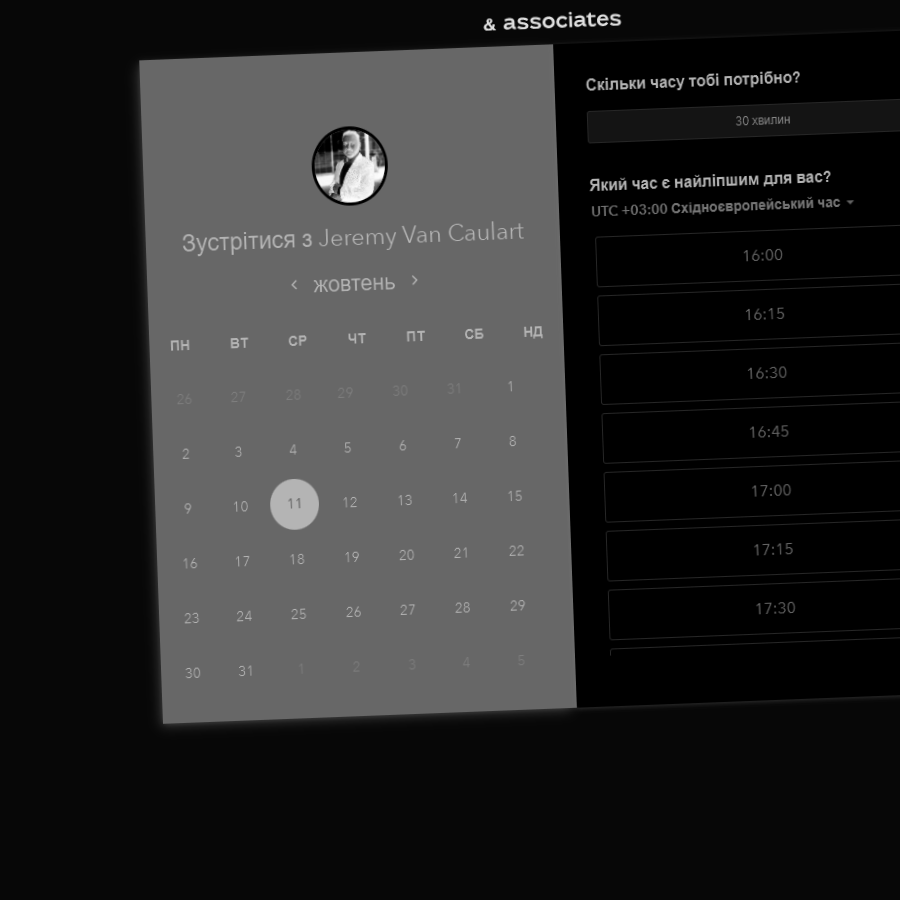 & associates
Зустрітися з Jeremy Van Caulart
жовтень
ПН ВТ СР ЧТ ПТ СБ НД
26 27 28 29 30 31 1
2 3 4 5 6 7 8
9 10 11 12 13 14 15
16 17 18 19 20 21 22
23 24 25 26 27 28 29
30 31 1 2 3 4 5
Скільки часу тобі потрібно?
30 хвилин
Який час є найліпшим для вас?
UTC +03:00 Східноєвропейський час
16:00
16:15
16:30
16:45
17:00
17:15
17:30